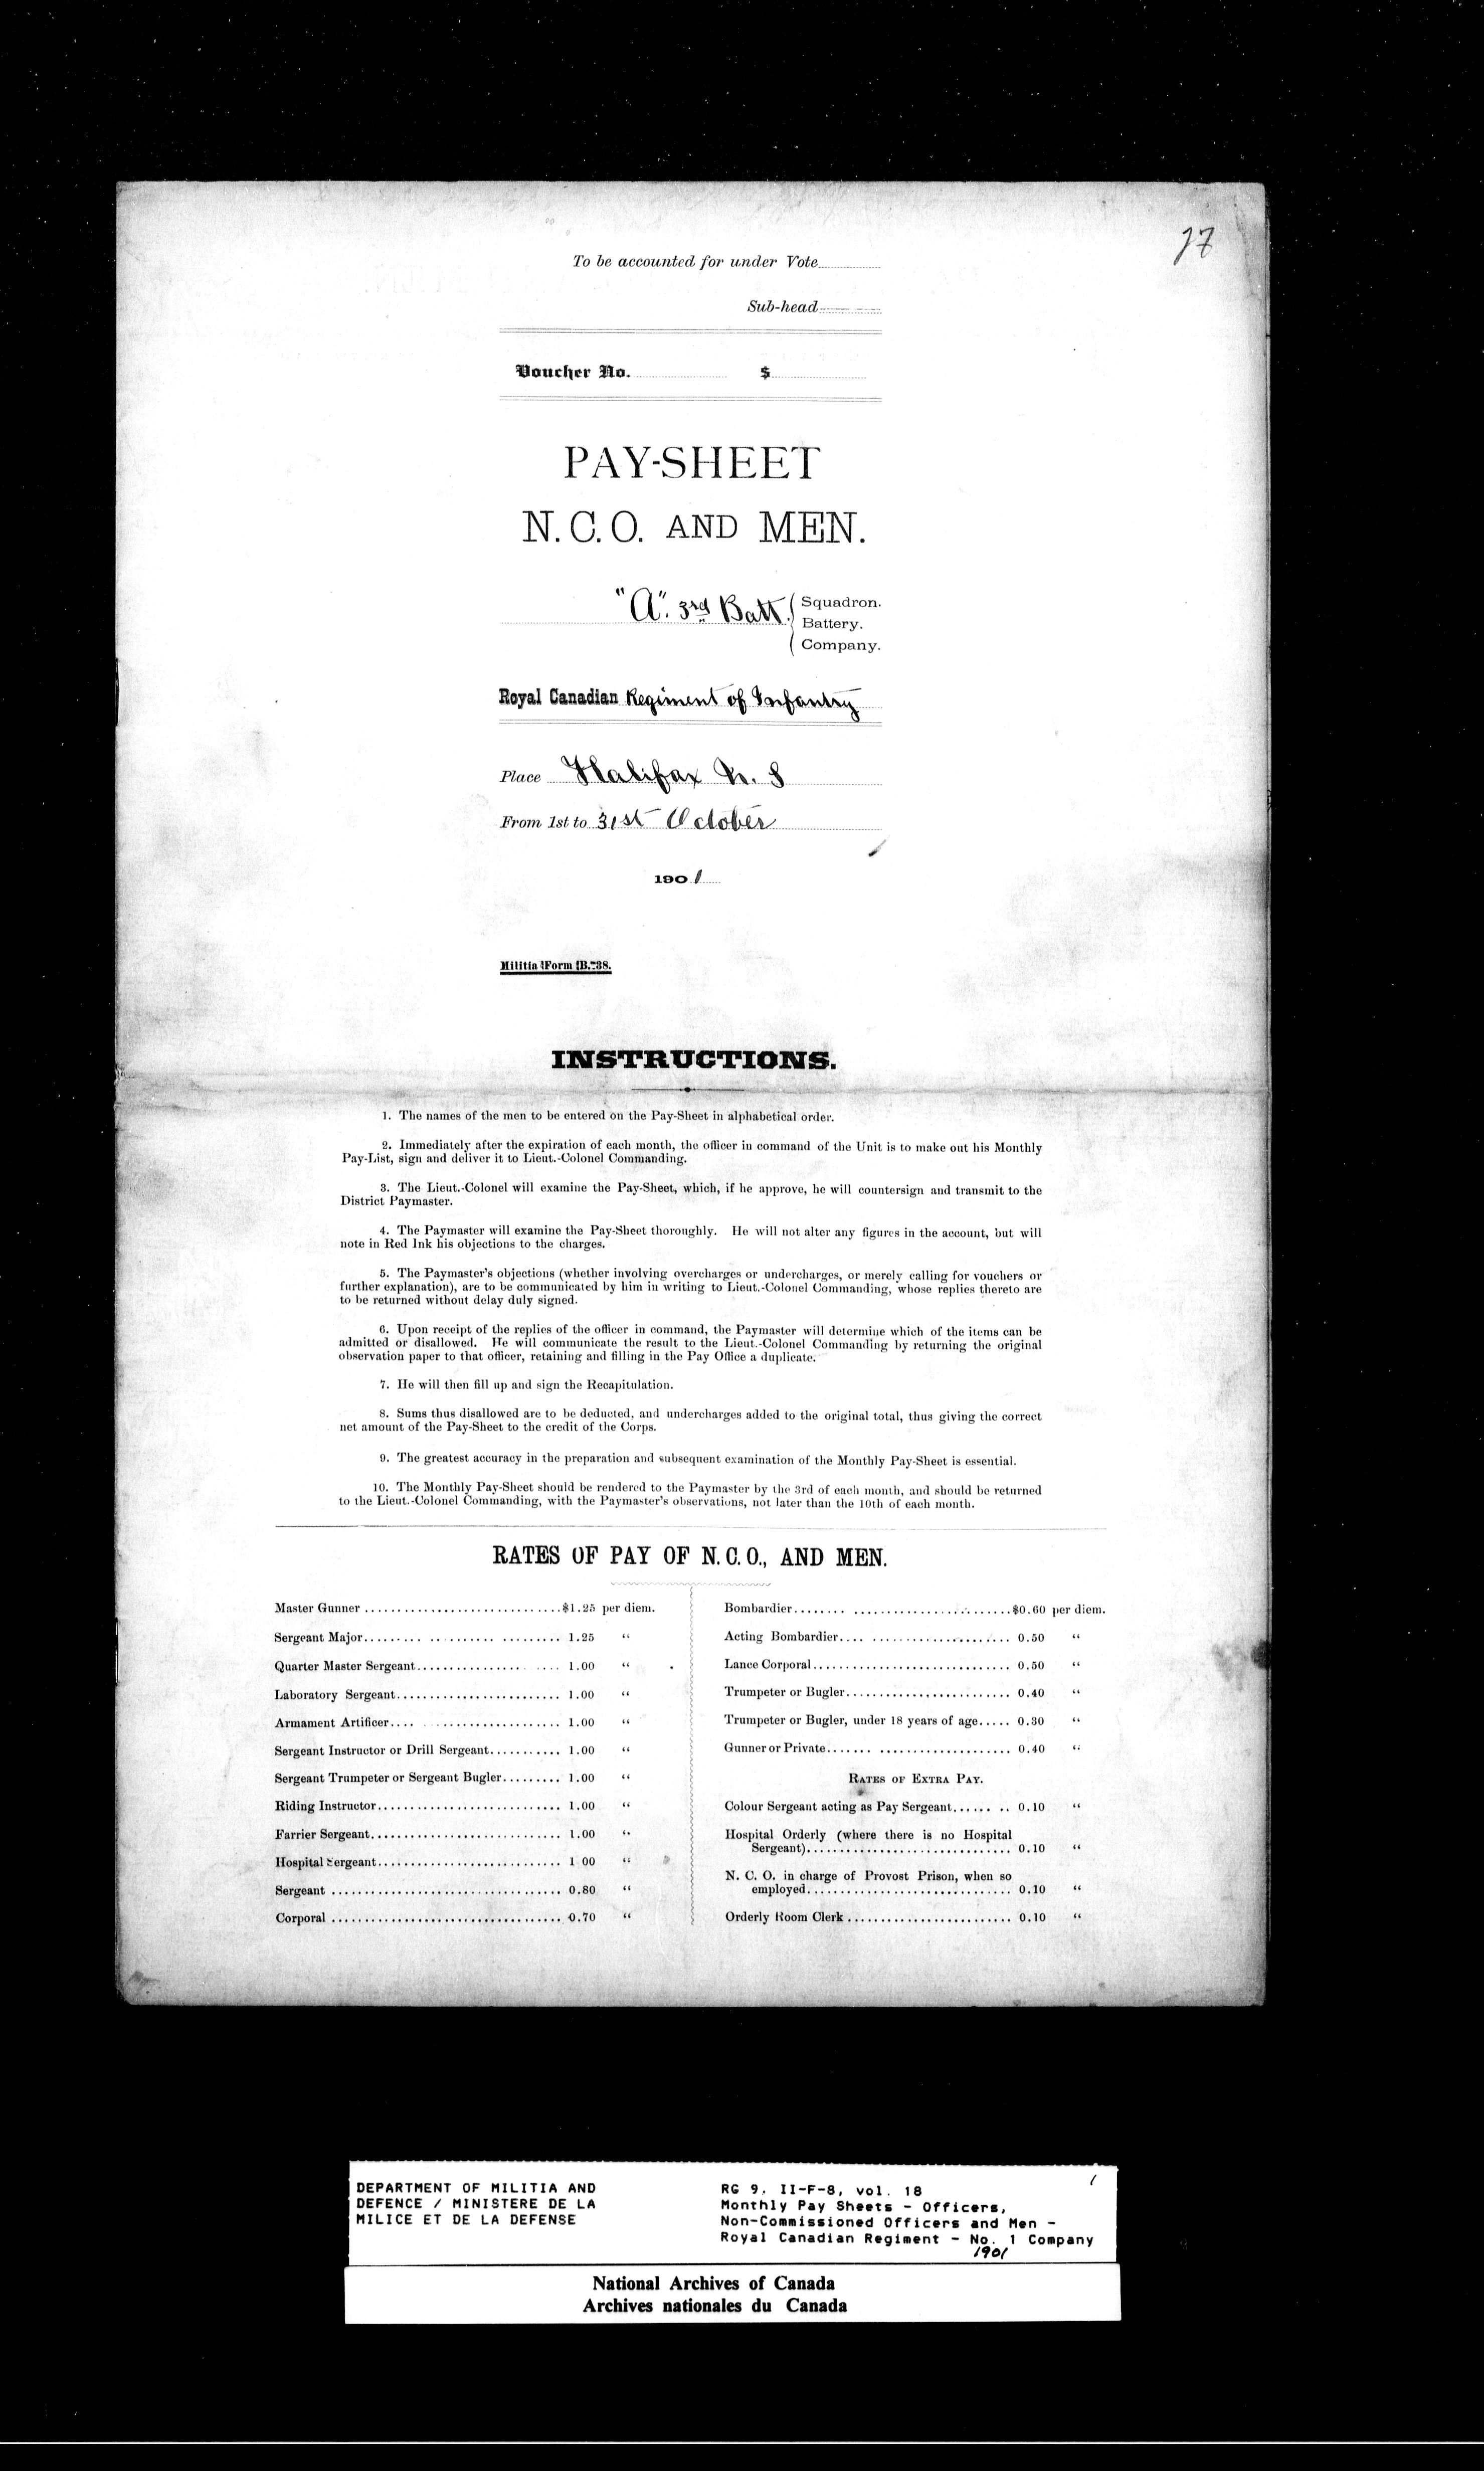 77
To be accounted for under Vote
Sub-head
Voucher No. $
PAY-SHEET
N.C.O. AND MEN.
"A". 3rd Batt. Squadron.
Battery.
Company.
Royal Canadian Regiment of Infantry
Place Halifax N. S
From 1st to 31st October
1901
Militia Form B. 38.
INSTRUCTIONS.
1. The names of the men to be entered on the Pay-Sheet in alphabetical order.
2. Immediately after the expiration of each month, the officer in command of the Unit is to make out his Monthly
Pay-List, sign and deliver it to Lieut.-Colonel Commanding.
3. The Lieut.-Colonel will examine the Pay-Sheet, which, if he approve, he will countersign and transmit to the
District Paymaster.
4. The Paymaster will examine the Pay-Sheet thoroughly. He will not alter any figures in the account, but will
note in Red Ink his objections to the charges.
5. The Paymaster's objections (whether involving overcharges or undercharges, or merely calling for vouchers or
further explanation), are to be communicated by him in writing to Lieut.-Colonel Commanding, whose replies thereto are
to be returned without delay duly signed.
6. Upon receipt of the replies of the officer in command, the Paymaster will determine which of the items can be
admitted or disallowed. He will communicate the result to the Lieut.-Colonel Commanding by returning the original
observation paper to that officer, retaining and filling in the Pay Office a duplicate.
7. He will then fill up and sign the Recapitulation.
8. Sums thus disallowed are to be deducted, and undercharges added to the original total, thus giving the correct
net amount of the Pay-Sheet to the credit of the Corps.
9. The greatest accuracy in the preparation and subsequent examination of the Monthly Pay-Sheet is essential.
10. The Monthly Pay-Sheet should be rendered to the Paymaster by the 3rd of each month, and should be returned
to the Lieut.-Colonel Commanding, with the Paymaster's observations, not later than the 10th of each month.
RATES OF PAY OF N.C.O., AND MEN.
Master Gunner $1.25 per diem.
Sergeant Major 1.25 "
Quarter Master Sergeant 1.00 "
Laboratory Sergeant 1.00 "
Armament Artificer 1.00 "
Sergeant Instructor or Drill Sergeant 1.00 "
Sergeant Trumpeter or Sergeant Bugler 1.00 "
Riding Instructor 1.00 "
Farrier Sergeant 1.00 "
Hospital Sergeant 1 00 "
Sergeant 0.80 "
Corporal 0.70 "
Bombardier $0.60 per diem.
Acting Bombardier 0.50 "
Lance Corporal 0.50 "
Trumpeter or Bugler 0.40 "
Trumpeter or Bugler, under 18 years of age 0.30 "
Gunner or Private 0.40 "
RATES OF EXTRA PAY.
Colour Sergeant acting as Pay Sergeant 0.10 "
Hospital Orderly (where there is no Hospital
Sergeant) 0.10 "
N. C. O. in charge of Provost Prison, when so
employed 0.10 "
Orderly Room Clerk 0.10 "
DEPARTMENT OF MILITIA AND
DEFENCE / MINISTERE DE LA
MILICE ET DE LA DEFENSE
1
RG 9, II-F-8, vol. 18
Monthly Pay Sheets - Officers,
Non-Commissioned Officers and Men -
Royal Canadian Regiment - No. 1 Company
1901
National Archives of Canada
Archives nationales du Canada